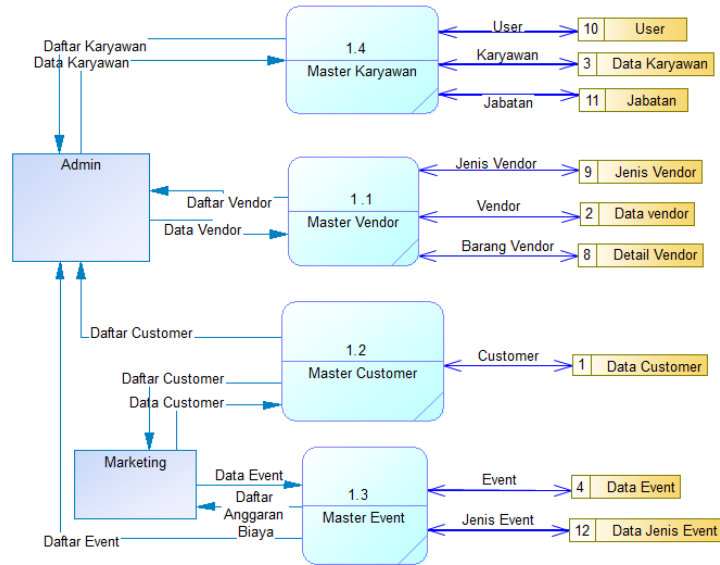 Daftar Karyawan
Data Karyawan
1.4
Master Karyawan
User
10 User
Karyawan
3 Data Karyawan
Jabatan
11 Jabatan
Admin
Daftar Vendor
Data Vendor
1 .1
Master Vendor
Jenis Vendor
9 Jenis Vendor
Vendor
2 Data vendor
Barang Vendor
8 Detail Vendor
Daftar Customer
1.2
Master Customer
Customer
1 Data Customer
Daftar Customer
Data Customer
Marketing
Data Event
Daftar
Anggaran
Biaya
Daftar Event
1.3
Master Event
Event
4 Data Event
Jenis Event
12 Data Jenis Event